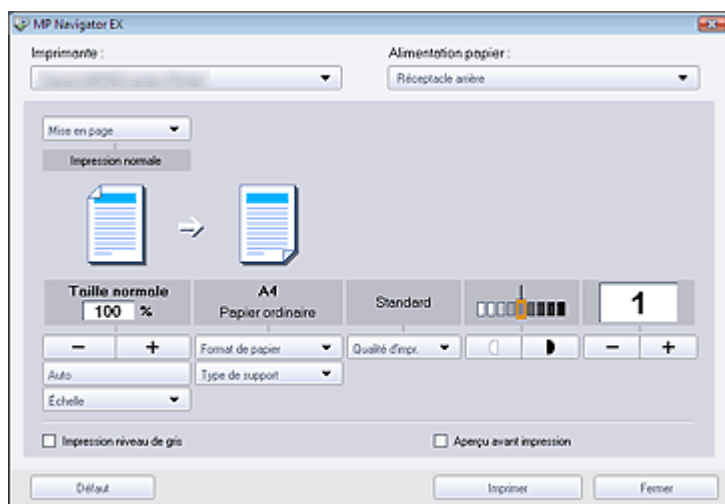 MP Navigator EX
Imprimante :
Alimentation papier :
Réceptacle arrière
Mise en page
Impression normale
Taille normale
100 %
A4
Papier ordinaire
Standard
1
Format de papier
Qualité d'impr.
Auto
Type de support
Échelle
Impression niveau de gris
Aperçu avant impression
Défaut
Imprimer
Fermer